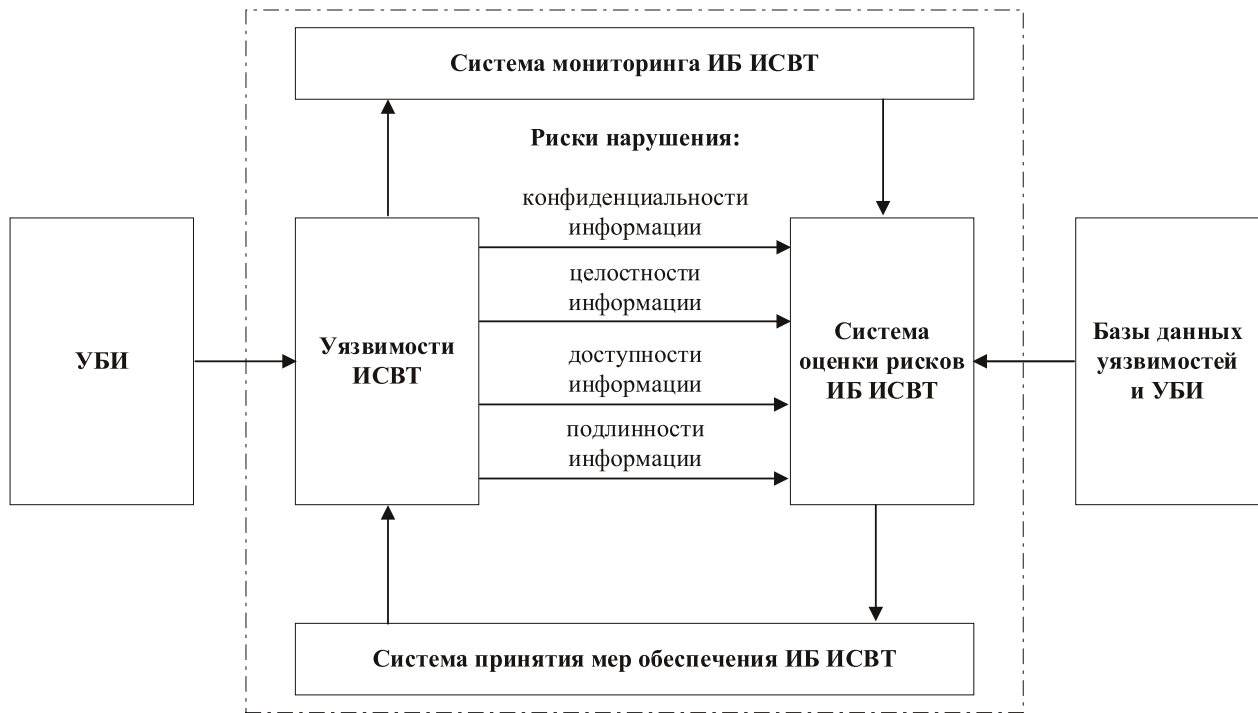 Система мониторинга ИБ ИСВТ
Риски нарушения:
конфиденциальности
информации
целостности
информации
доступности
информации
подлинности
информации
УБИ
Уязвимости
ИСВТ
Система
оценки рисков
ИБ ИСВТ
Базы данных
уязвимостей
и УБИ
Система принятия мер обеспечения ИБ ИСВТ